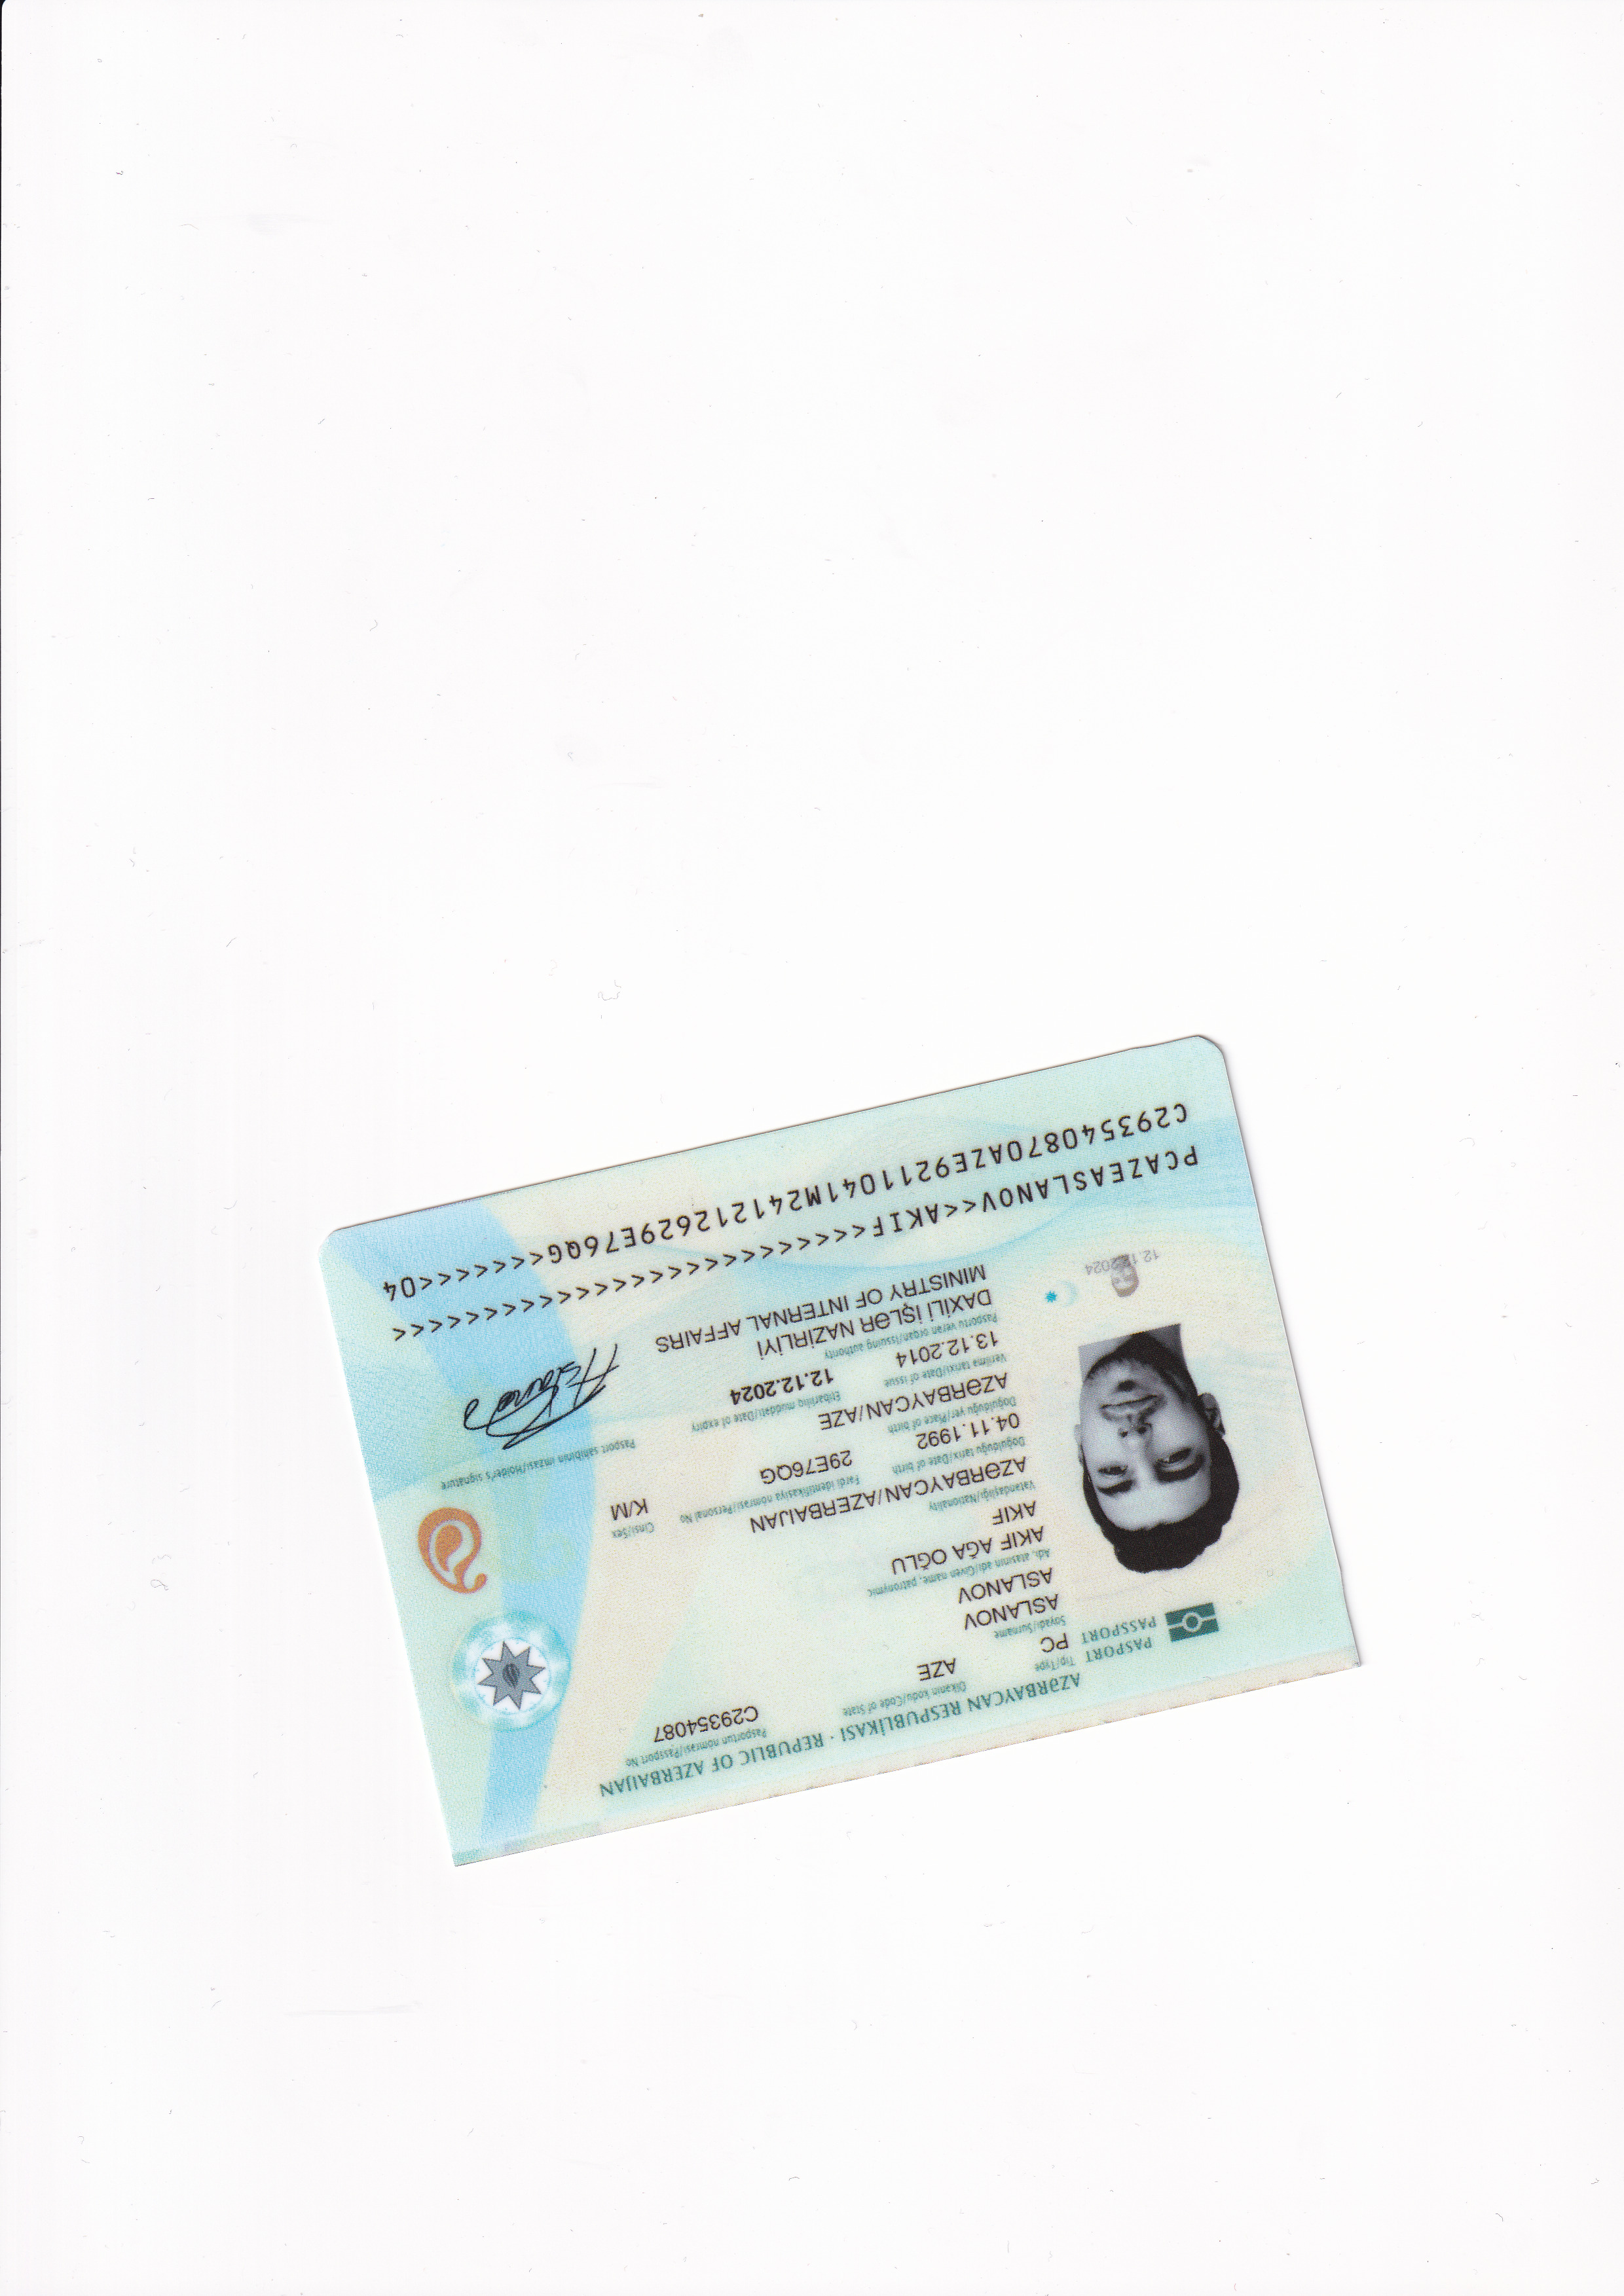 AZƏRBAYCAN RESPUBLİKASI · REPUBLIC OF AZERBAIJAN
PASPORT
PASSPORT
Tip/Type
Ölkənin kodu/Code of State
Pasportun nömrəsi/Passport No
PC
AZE
C29354087
Soyadı/Surname
ASLANOV
ASLANOV
Adı, atasının adı/Given name, patronymic
AKIF AĞA OĞLU
AKIF
Vətəndaşlığı/Nationality
AZƏRBAYCAN/AZERBAIJAN
Doğulduğu tarix/Date of birth
Fərdi identifikasiya nömrəsi/Personal No
Cinsi/Sex
04.11.1992
29E76QG
K/M
Doğulduğu yer/Place of birth
AZƏRBAYCAN/AZE
Pasport sahibinin imzası/Holder's signature
Verilmə tarixi/Date of issue
Etibarlılıq müddəti/Date of expiry
13.12.2014
12.12.2024
Pasportu verən orqan/Issuing authority
DAXİLİ İŞLƏR NAZİRLİYİ
MINISTRY OF INTERNAL AFFAIRS
12.12.2024
PCAZEASLANOV<<AKIF<<<<<<<<<<<<<<<<<<<<<<<<<<
C293540870AZE9211041M241212629E76QG<<<<<<<04